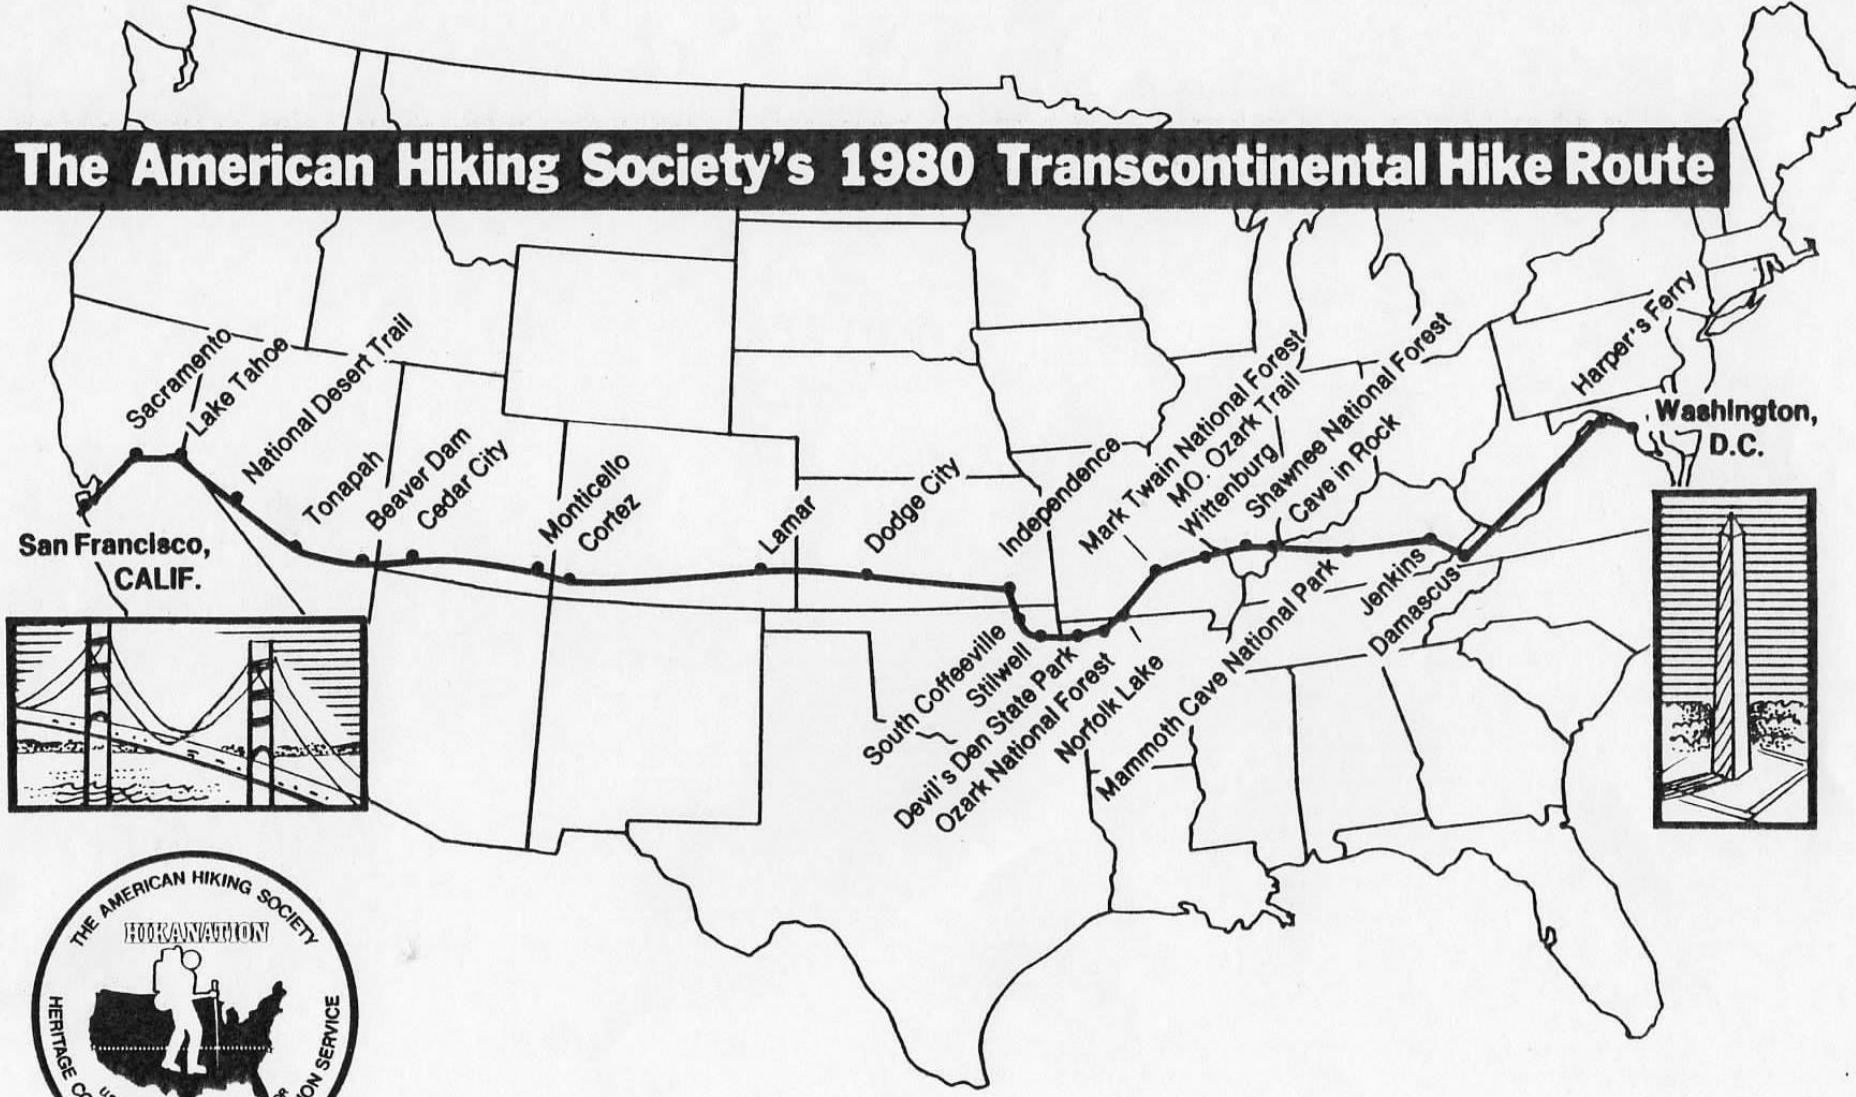 The American Hiking Society's 1980 Transcontinental Hike Route
San Francisco,
CALIF.
Sacramento
Lake Tahoe
National Desert Trail
Tonapah
Beaver Dam
Cedar City
Monticello
Cortez
Lamar
Dodge City
Independence
South Coffeeville
Stilwell
Devil's Den State Park
Ozark National Forest
Norfolk Lake
Mark Twain National Forest
MO. Ozark Trail
Wittenburg
Shawnee National Forest
Cave in Rock
Mammoth Cave National Park
Jenkins
Damascus
Harper's Ferry
Washington,
D.C.
THE AMERICAN HIKING SOCIETY
HIKANATION
HERITAGE
SERVICE